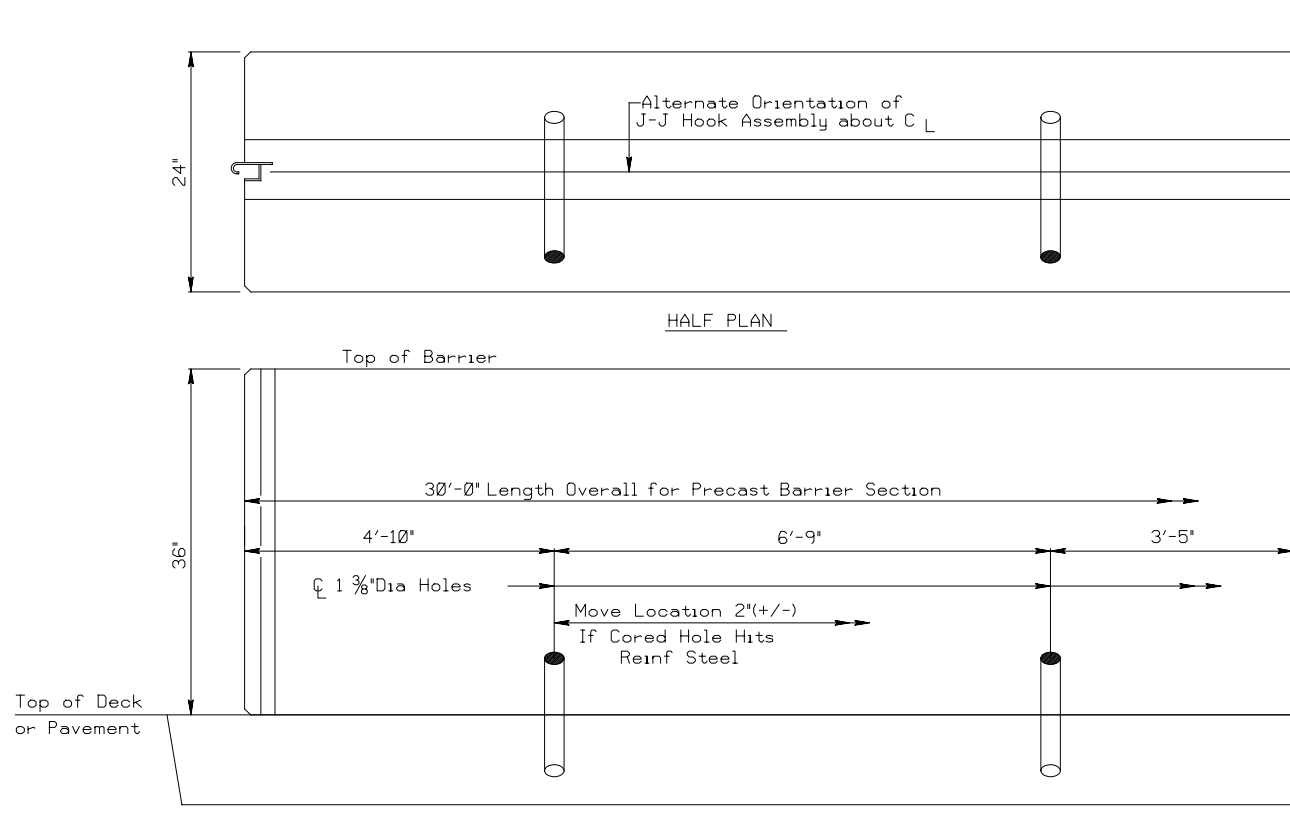 Alternate Orientation of
J-J Hook Assembly about C L
24"
HALF PLAN
Top of Barrier
30'-0" Length Overall for Precast Barrier Section
4'-10"
6'-9"
3'-5"
36"
℄ 1 ⅜"Dia Holes
Move Location 2"(+/-)
If Cored Hole Hits
Reinf Steel
Top of Deck
or Pavement